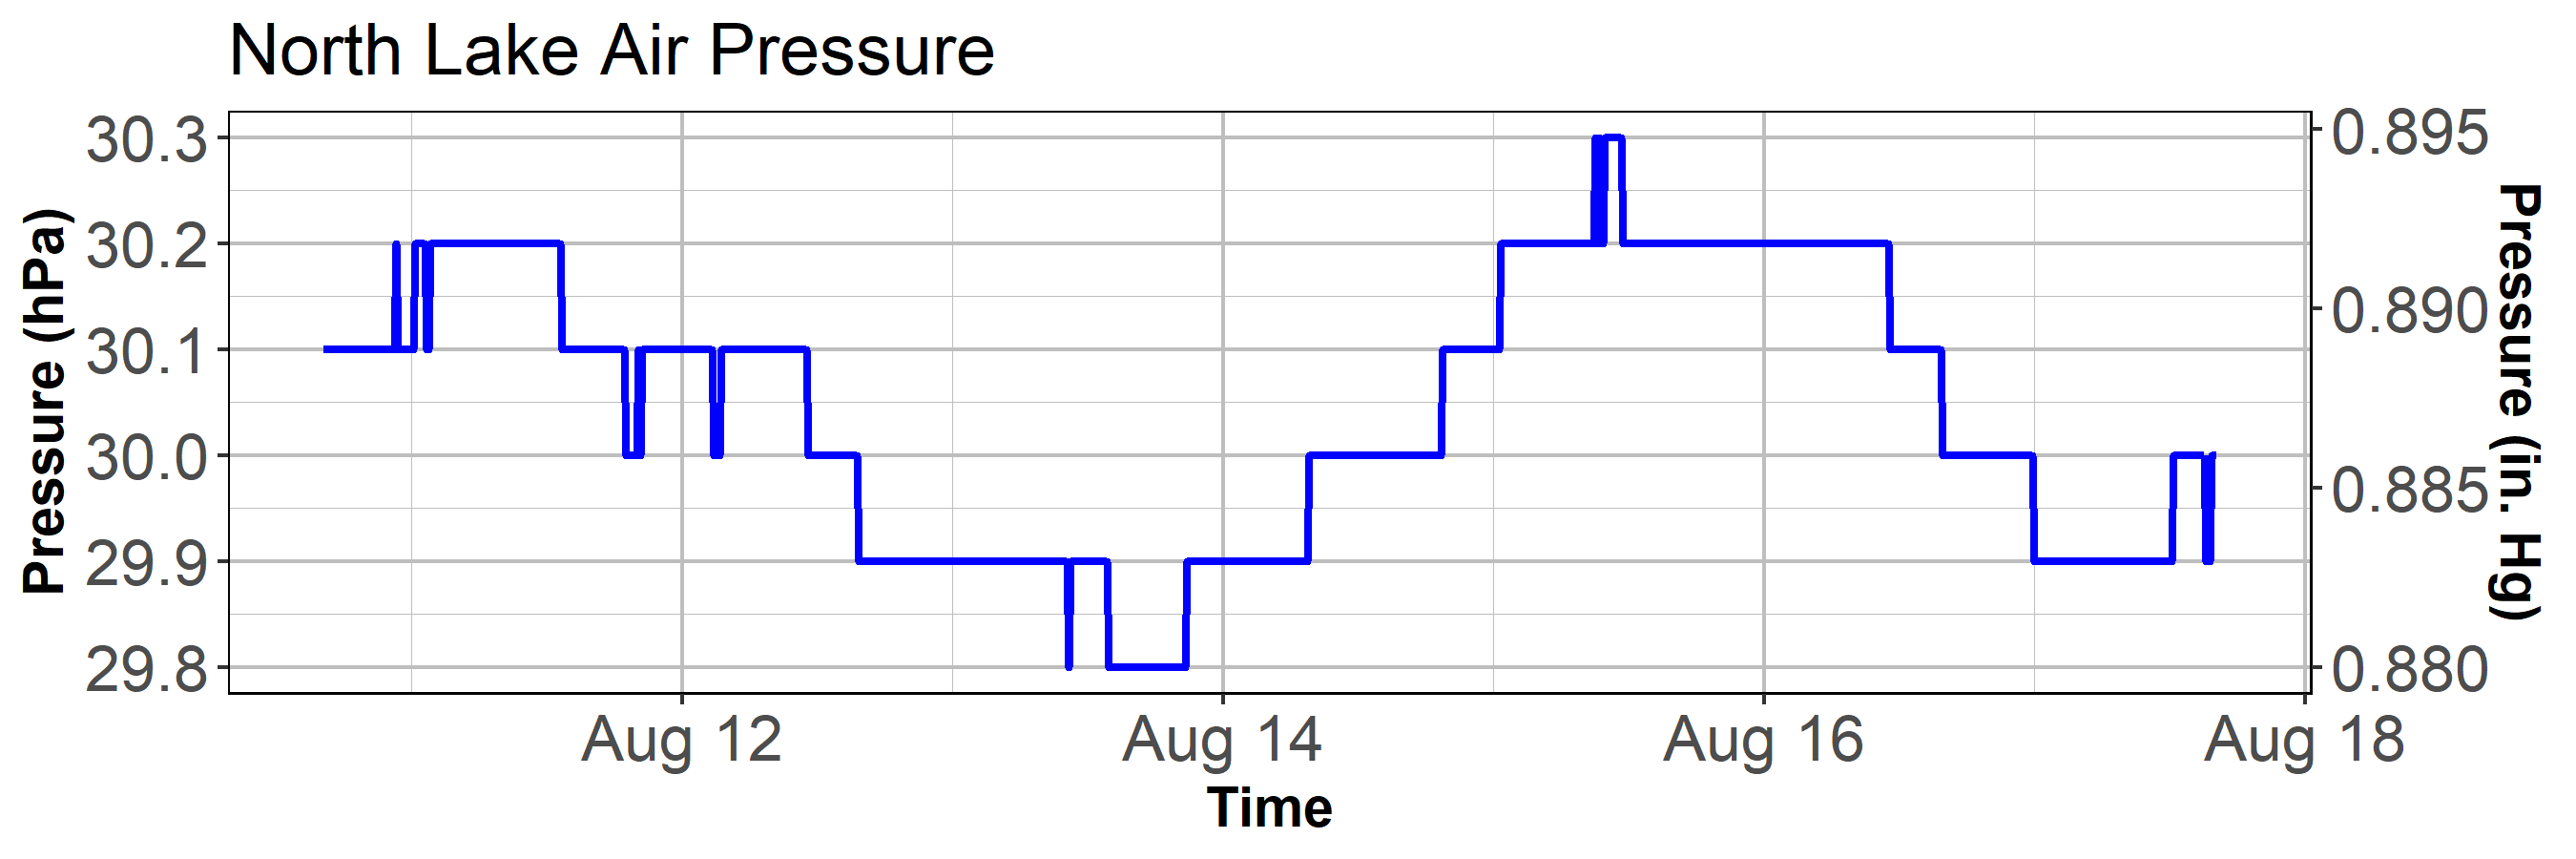 North Lake Air Pressure
Pressure (hPa)
30.3
30.2
30.1
30.0
29.9
29.8
0.895
0.890
0.885
0.880
Pressure (in. Hg)
Aug 12
Aug 14
Aug 16
Aug 18
Time